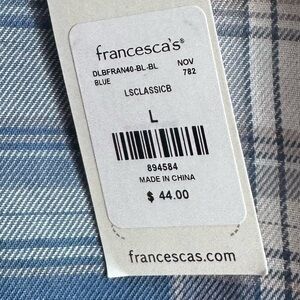 francesca's®
DLBFRAN40-BL-BL NOV
BLUE 782
LSCLASSICB
L
894584
MADE IN CHINA
$ 44.00
francescas.com